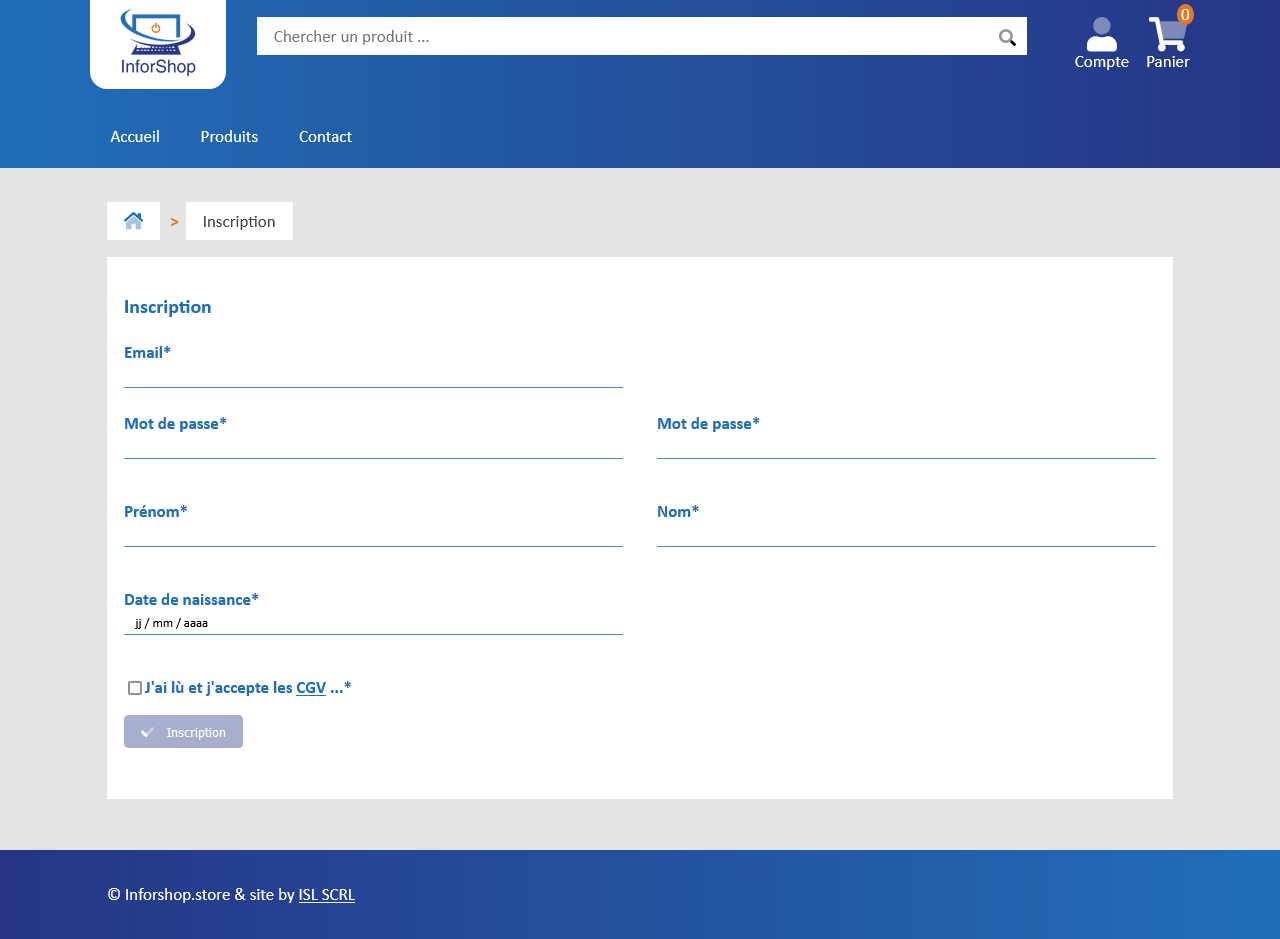 InforShop
Chercher un produit ...
0
Compte
Panier
Accueil
Produits
Contact
>
Inscription
Inscription
Email*
Mot de passe*
Mot de passe*
Prénom*
Nom*
Date de naissance*
jj / mm / aaaa
J'ai lù et j'accepte les CGV ...*
Inscription
© Inforshop.store & site by ISL SCRL